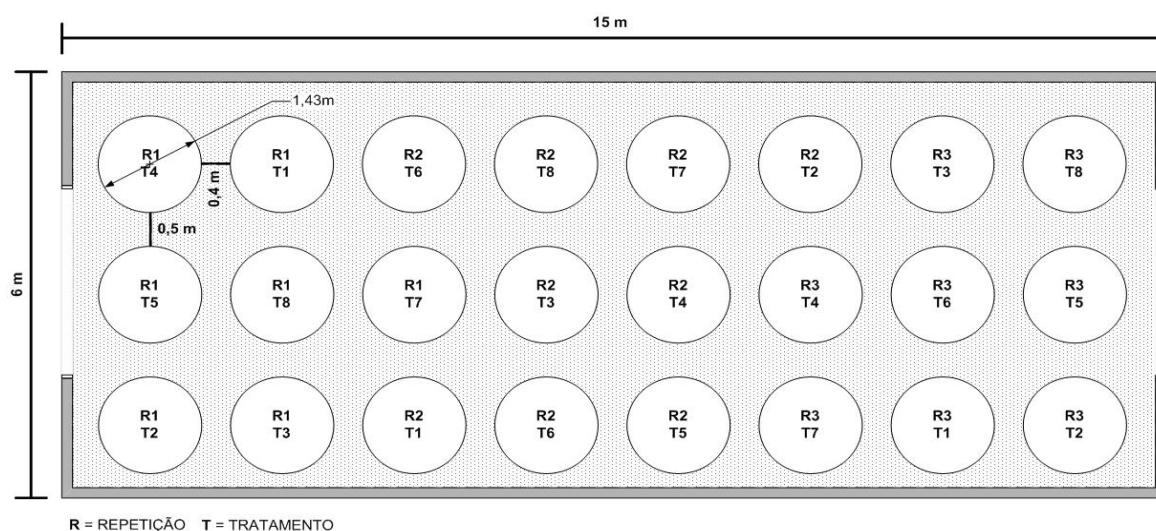 15 m
1,43m
R1
T4
R1
T1
R2
T6
R2
T8
R2
T7
R2
T2
R3
T3
R3
T8
0,4 m
0,5 m
6 m
R1
T5
R1
T8
R1
T7
R2
T3
R2
T4
R3
T4
R3
T6
R3
T5
R1
T2
R1
T3
R2
T1
R2
T6
R2
T5
R3
T7
R3
T1
R3
T2
R = REPETIÇÃO T = TRATAMENTO